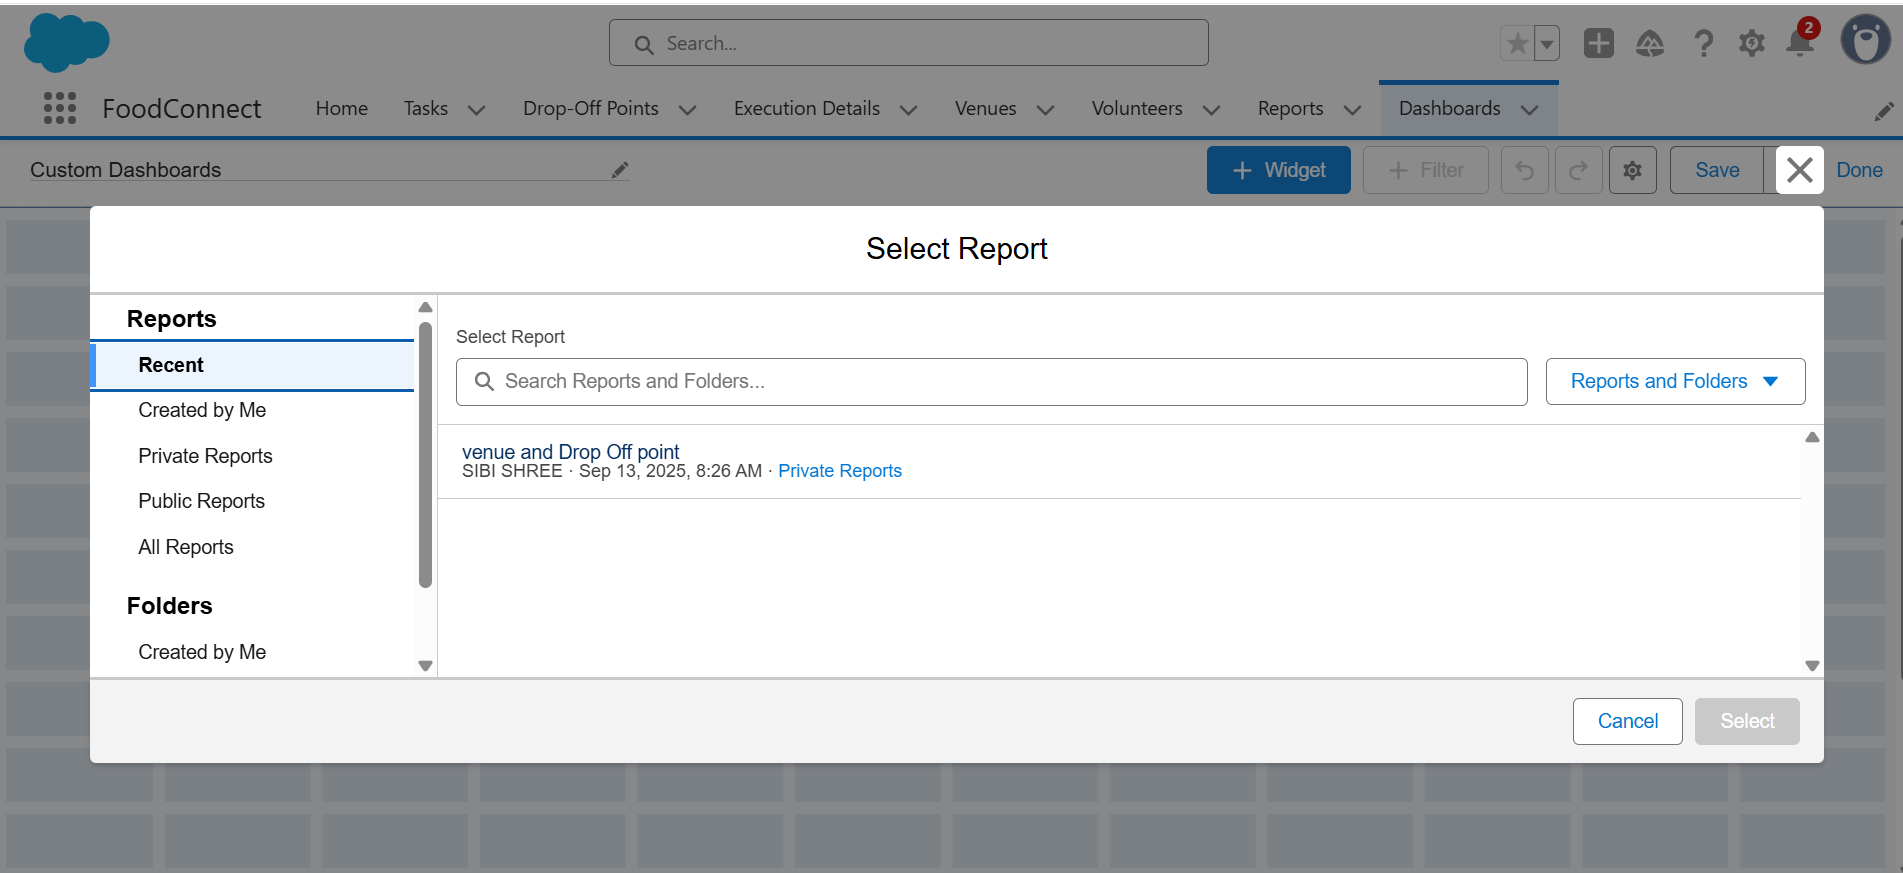 Search...
2
FoodConnect Home Tasks Drop-Off Points Execution Details Venues Volunteers Reports Dashboards
Custom Dashboards
Widget Filter Save Done
Select Report
Reports
Recent
Created by Me
Private Reports
Public Reports
All Reports
Folders
Created by Me
Select Report
Search Reports and Folders...
Reports and Folders
venue and Drop Off point
SIBI SHREE · Sep 13, 2025, 8:26 AM · Private Reports
Cancel Select